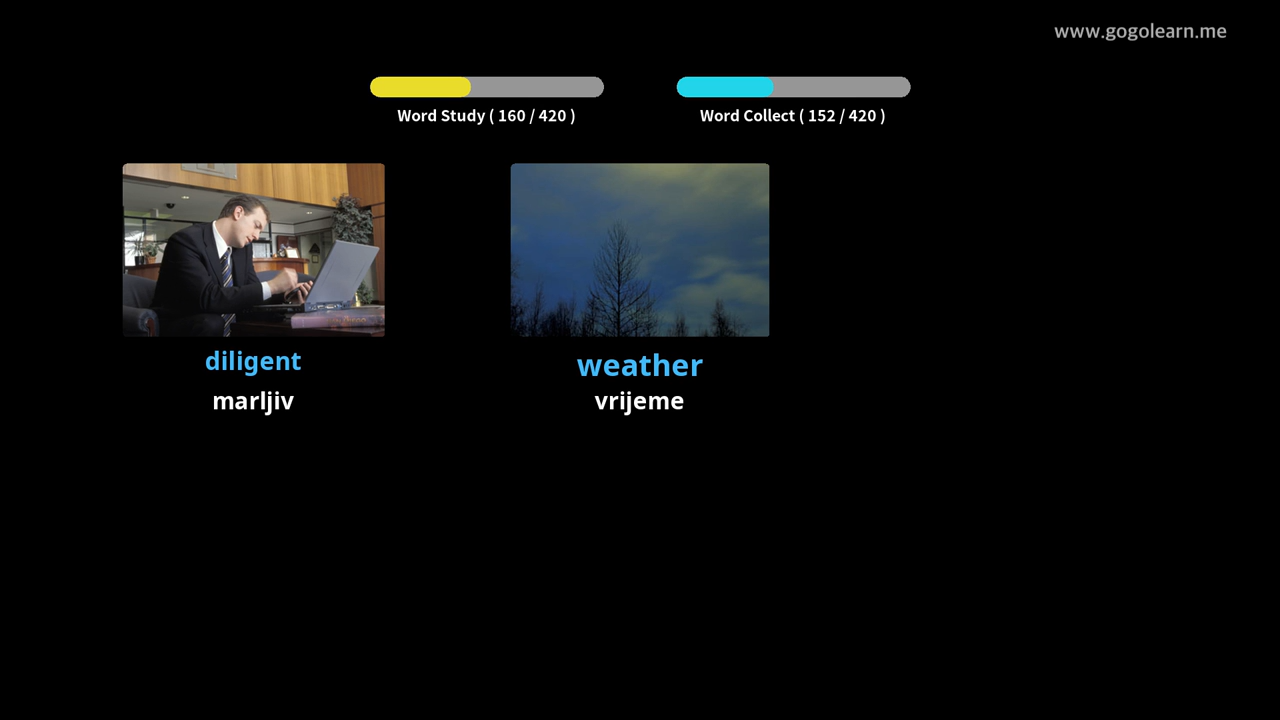 www.gogolearn.me
Word Study ( 160 / 420 )
Word Collect ( 152 / 420 )
diligent
marljiv
weather
vrijeme